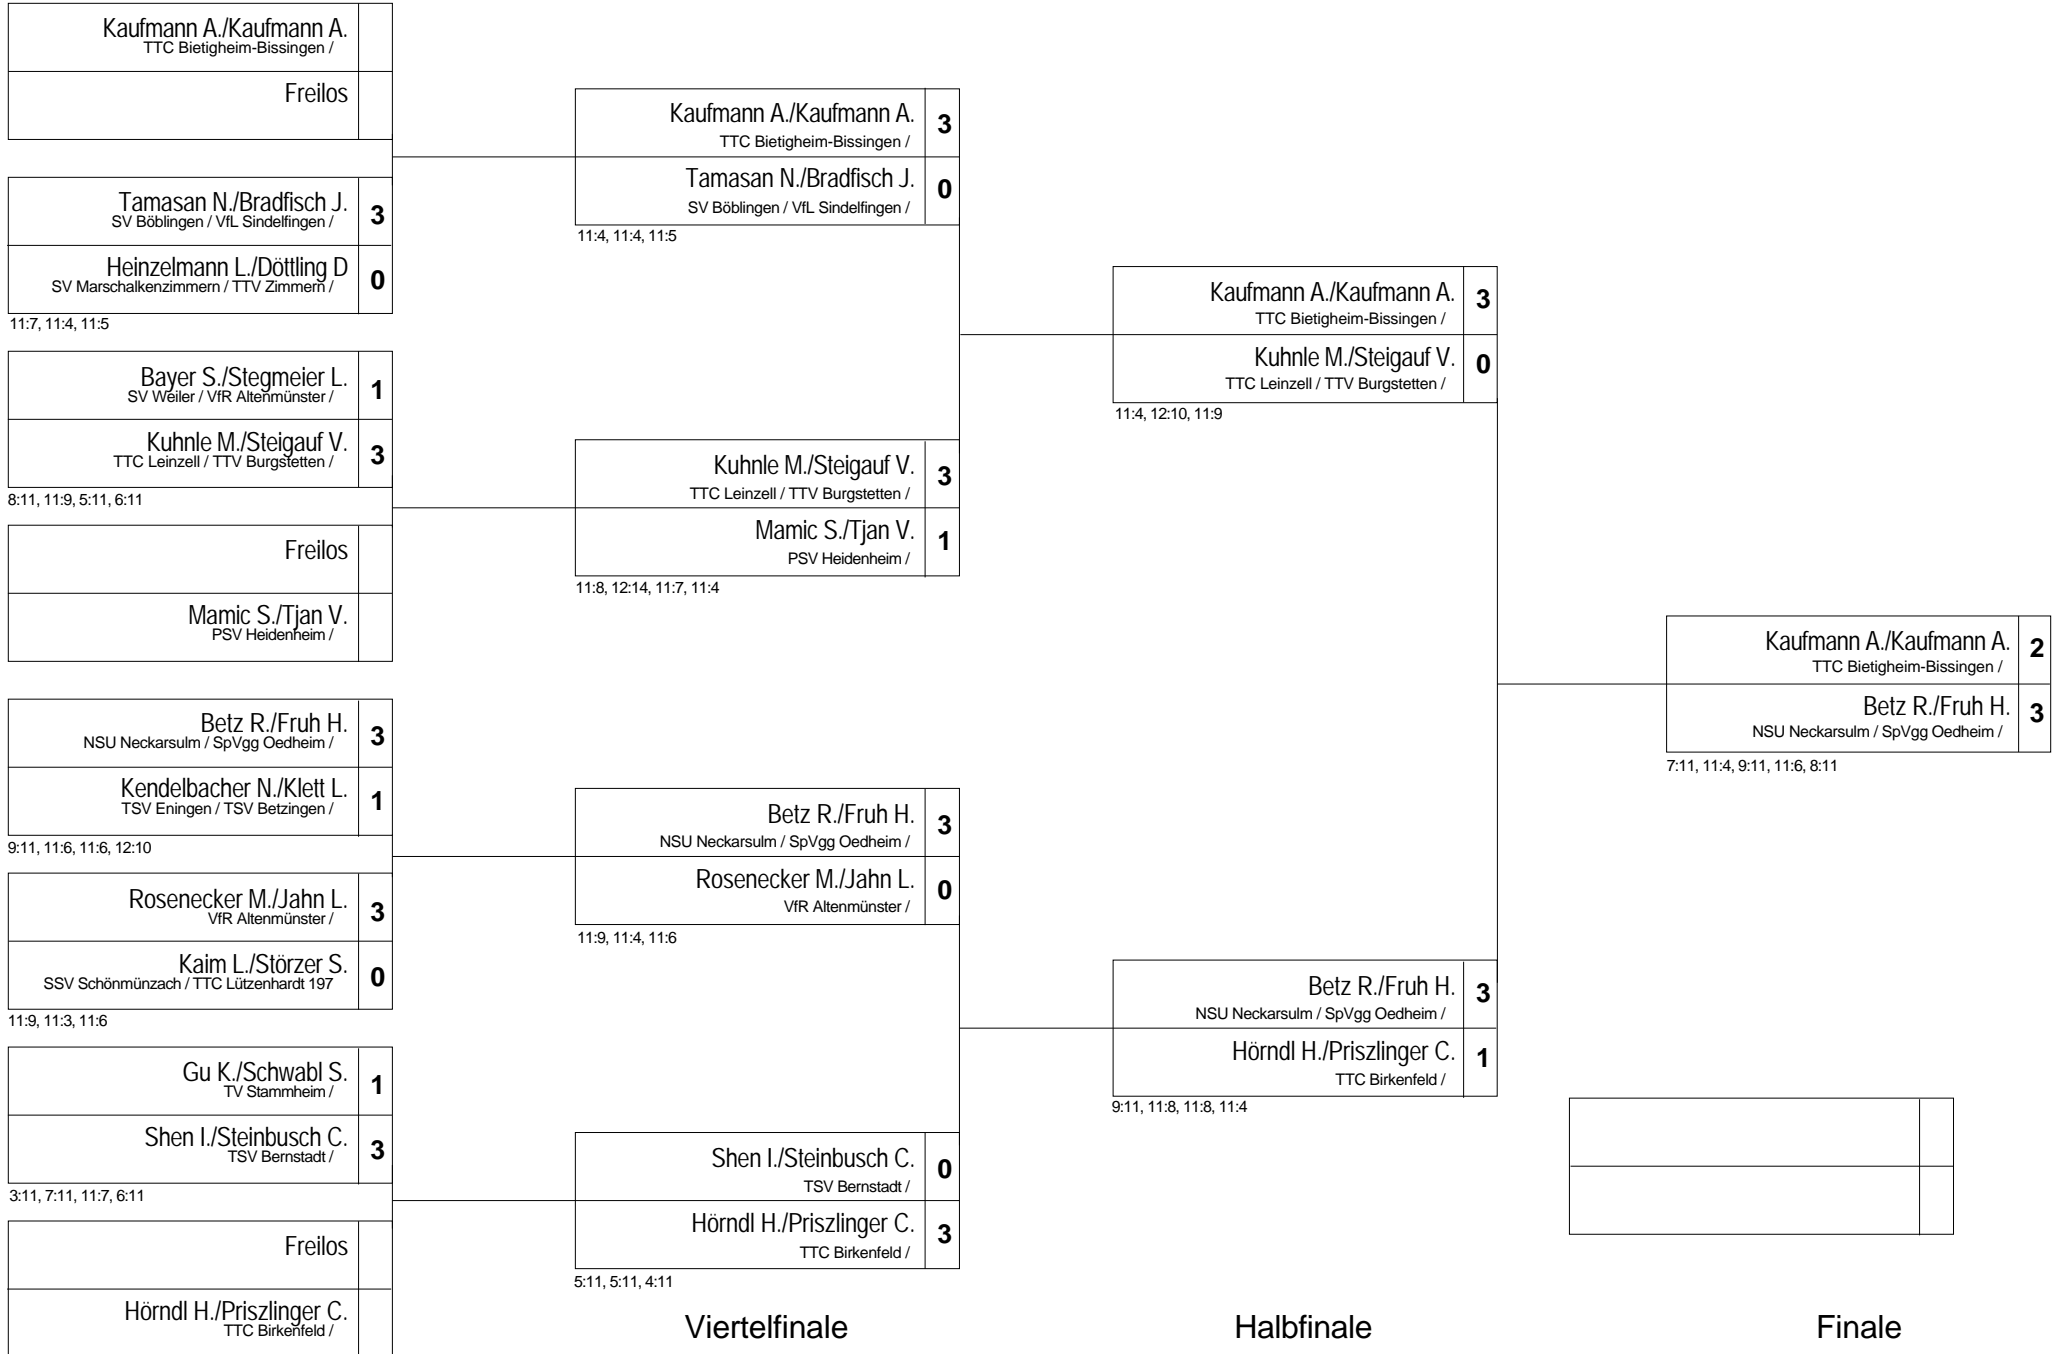 Kaufmann A./Kaufmann A.
TTC Bietigheim-Bissingen /
Freilos
Tamasan N./Bradfisch J.
SV Böblingen / VfL Sindelfingen /
3
Heinzelmann L./Döttling D
SV Marschalkenzimmern / TTV Zimmern /
0
11:7, 11:4, 11:5
Bayer S./Stegmeier L.
SV Weiler / VfR Altenmünster /
1
Kuhnle M./Steigauf V.
TTC Leinzell / TTV Burgstetten /
3
8:11, 11:9, 5:11, 6:11
Freilos
Mamic S./Tjan V.
PSV Heidenheim /
Betz R./Fruh H.
NSU Neckarsulm / SpVgg Oedheim /
3
Kendelbacher N./Klett L.
TSV Eningen / TSV Betzingen /
1
9:11, 11:6, 11:6, 12:10
Rosenecker M./Jahn L.
VfR Altenmünster /
3
Kaim L./Störzer S.
SSV Schönmünzach / TTC Lützenhardt 197
0
11:9, 11:3, 11:6
Gu K./Schwabl S.
TV Stammheim /
1
Shen I./Steinbusch C.
TSV Bernstadt /
3
3:11, 7:11, 11:7, 6:11
Freilos
Hörndl H./Priszlinger C.
TTC Birkenfeld /
Kaufmann A./Kaufmann A.
TTC Bietigheim-Bissingen /
3
Tamasan N./Bradfisch J.
SV Böblingen / VfL Sindelfingen /
0
11:4, 11:4, 11:5
Kuhnle M./Steigauf V.
TTC Leinzell / TTV Burgstetten /
3
Mamic S./Tjan V.
PSV Heidenheim /
1
11:8, 12:14, 11:7, 11:4
Betz R./Fruh H.
NSU Neckarsulm / SpVgg Oedheim /
3
Rosenecker M./Jahn L.
VfR Altenmünster /
0
11:9, 11:4, 11:6
Shen I./Steinbusch C.
TSV Bernstadt /
0
Hörndl H./Priszlinger C.
TTC Birkenfeld /
3
5:11, 5:11, 4:11
Viertelfinale
Kaufmann A./Kaufmann A.
TTC Bietigheim-Bissingen /
3
Kuhnle M./Steigauf V.
TTC Leinzell / TTV Burgstetten /
0
11:4, 12:10, 11:9
Betz R./Fruh H.
NSU Neckarsulm / SpVgg Oedheim /
3
Hörndl H./Priszlinger C.
TTC Birkenfeld /
1
9:11, 11:8, 11:8, 11:4
Halbfinale
Kaufmann A./Kaufmann A.
TTC Bietigheim-Bissingen /
2
Betz R./Fruh H.
NSU Neckarsulm / SpVgg Oedheim /
3
7:11, 11:4, 9:11, 11:6, 8:11
Finale